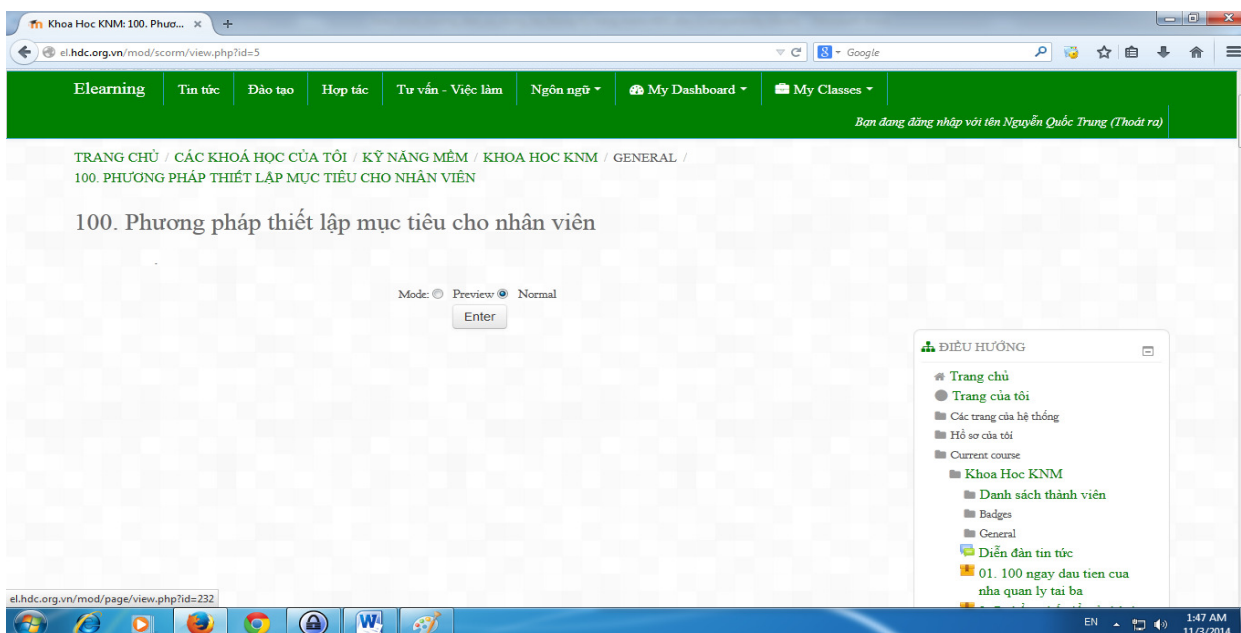 Khoa Hoc KNM: 100. Phươ...
el.hdc.org.vn/mod/scorm/view.php?id=5
Google
Elearning Tin tức Đào tạo Hợp tác Tư vấn - Việc làm Ngôn ngữ My Dashboard My Classes
Bạn đang đăng nhập với tên Nguyễn Quốc Trung (Thoát ra)
TRANG CHỦ / CÁC KHOÁ HỌC CỦA TÔI / KỸ NĂNG MỀM / KHOA HOC KNM / GENERAL /
100. PHƯƠNG PHÁP THIẾT LẬP MỤC TIÊU CHO NHÂN VIÊN
100. Phương pháp thiết lập mục tiêu cho nhân viên
Mode: Preview Normal
Enter
ĐIỀU HƯỚNG
Trang chủ
Trang của tôi
Các trang của hệ thống
Hồ sơ của tôi
Current course
Khoa Hoc KNM
Danh sách thành viên
Badges
General
Diễn đàn tin tức
01. 100 ngay dau tien cua
nha quan ly tai ba
el.hdc.org.vn/mod/page/view.php?id=232
EN
1:47 AM
11/3/2014